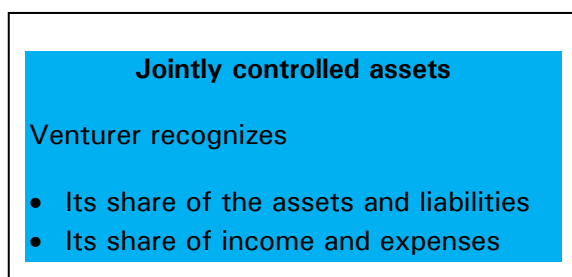 Jointly controlled assets
Venturer recognizes
• Its share of the assets and liabilities
• Its share of income and expenses